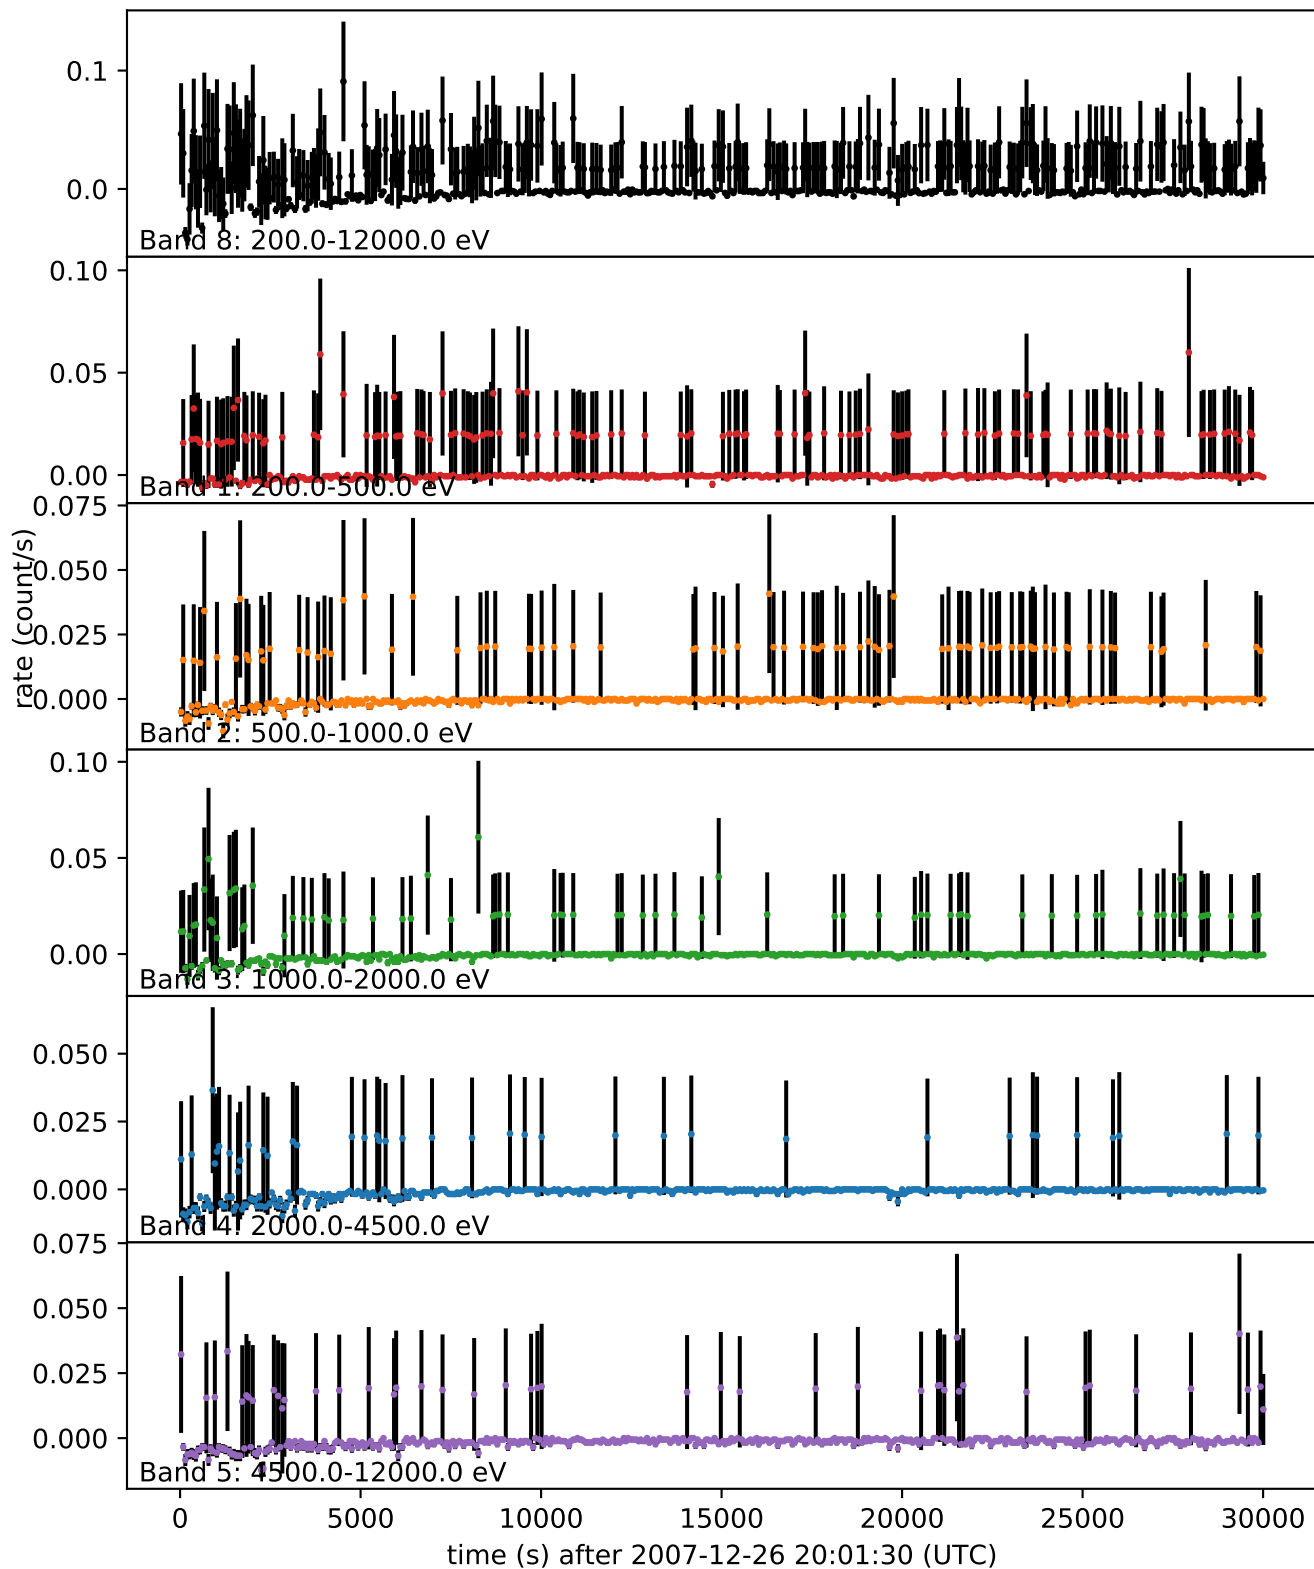 0.1
0.0
Band 8: 200.0-12000.0 eV
0.10
0.05
0.00
Band 1: 200.0-500.0 eV
0.075
0.050
0.025
0.000
rate (count/s)
Band 2: 500.0-1000.0 eV
0.10
0.05
0.00
Band 3: 1000.0-2000.0 eV
0.050
0.025
0.000
Band 4: 2000.0-4500.0 eV
0.075
0.050
0.025
0.000
Band 5: 4500.0-12000.0 eV
0 5000 10000 15000 20000 25000 30000
time (s) after 2007-12-26 20:01:30 (UTC)